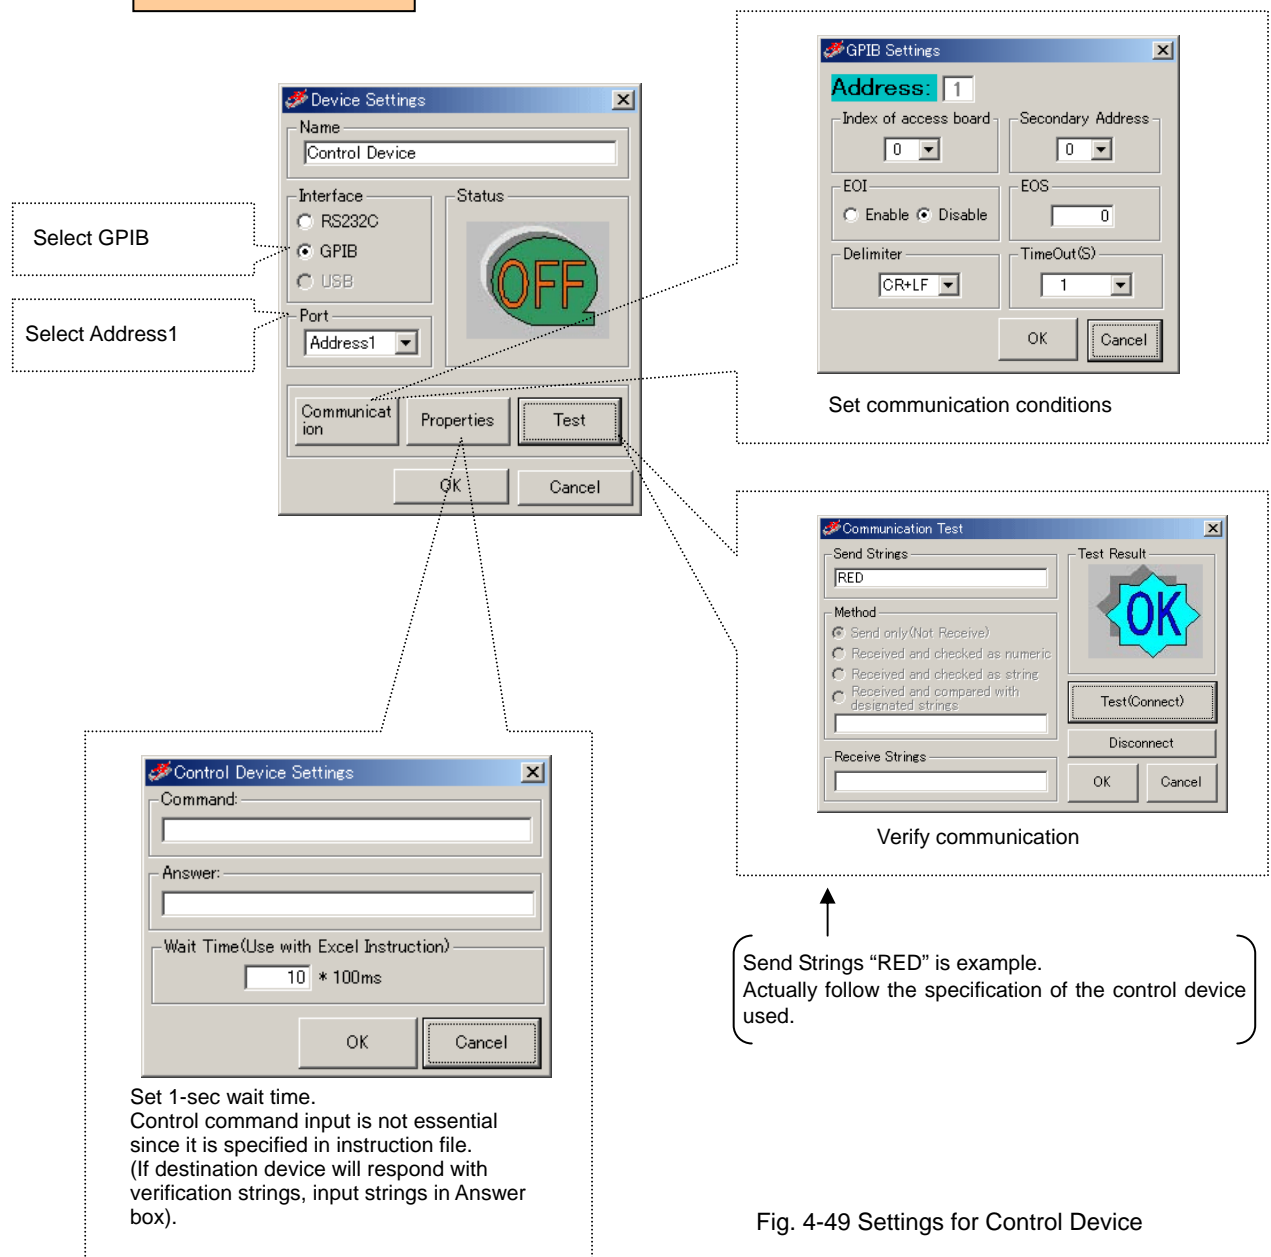 GPIB Settings
Address: 1
Index of access board
0
Secondary Address
0
EOI
Enable Disable
EOS
0
Delimiter
CR+LF
TimeOut(S)
1
OK Cancel
Set communication conditions
Device Settings
Name
Control Device
Interface
RS232C
GPIB
USB
Status
OFF
Port
Address1
Communicat
ion
Properties
Test
OK Cancel
Select GPIB
Select Address1
Communication Test
Send Strings
RED
Method
Send only(Not Receive)
Received and checked as numeric
Received and checked as string
Received and compared with
designated strings
Receive Strings
Test Result
OK
Test(Connect)
Disconnect
OK Cancel
Verify communication
Send Strings “RED” is example.
Actually follow the specification of the control device
used.
Control Device Settings
Command:
Answer:
Wait Time(Use with Excel Instruction)
10 * 100ms
OK Cancel
Set 1-sec wait time.
Control command input is not essential
since it is specified in instruction file.
(If destination device will respond with
verification strings, input strings in Answer
box).
Fig. 4-49 Settings for Control Device